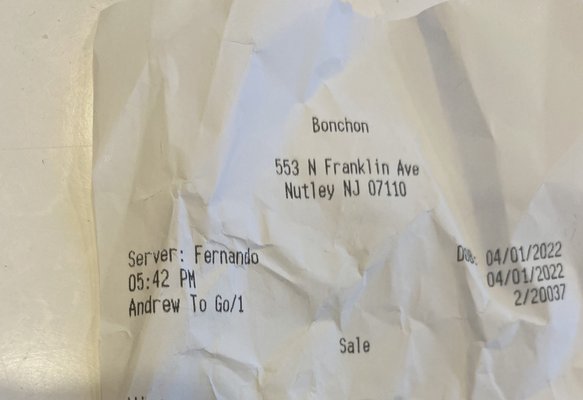 Bonchon
553 N Franklin Ave
Nutley NJ 07110
Server: Fernando
DOB: 04/01/2022
05:42 PM
04/01/2022
Andrew To Go/1
2/20037
Sale